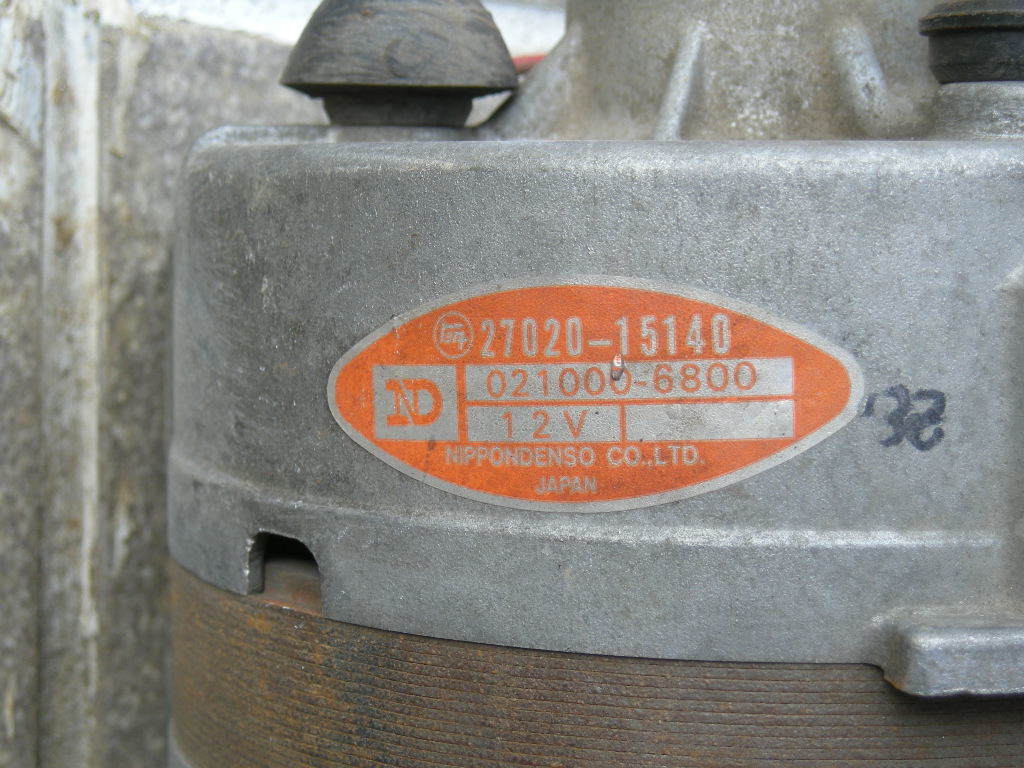 27020-15140
ND
021000-6800
12V
NIPPONDENSO CO.,LTD.
JAPAN